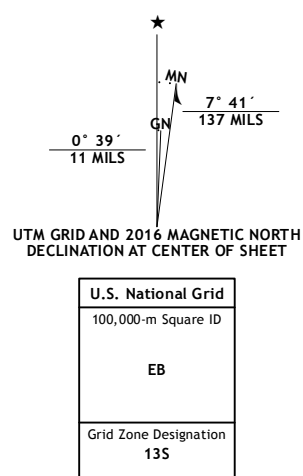 ★
MN
7° 41´
137 MILS
GN
0° 39´
11 MILS
UTM GRID AND 2016 MAGNETIC NORTH
DECLINATION AT CENTER OF SHEET
U.S. National Grid
100,000-m Square ID
EB
Grid Zone Designation
13S